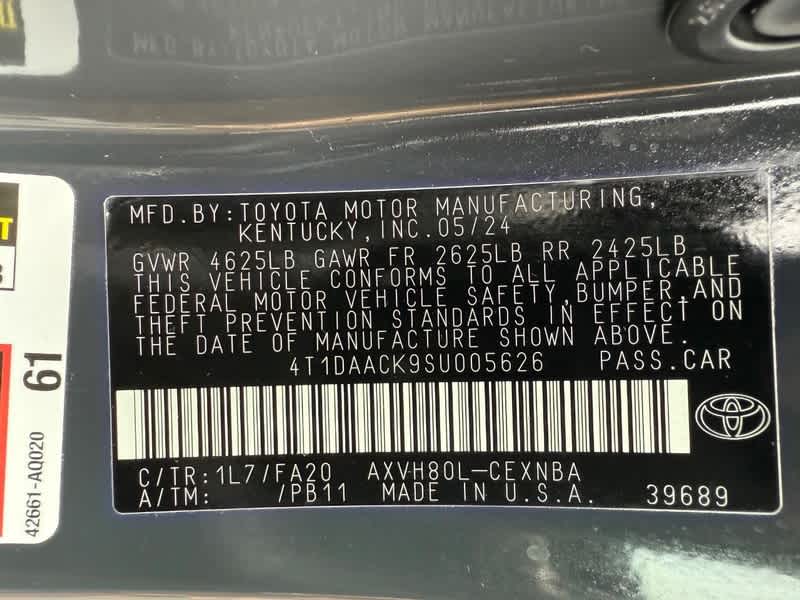 MFD.BY:TOYOTA MOTOR MANUFACTURING,
KENTUCKY,INC.05/24
GVWR 4625LB GAWR FR 2625LB RR 2425LB
THIS VEHICLE CONFORMS TO ALL APPLICABLE
FEDERAL MOTOR VEHICLE SAFETY,BUMPER,AND
THEFT PREVENTION STANDARDS IN EFFECT ON
THE DATE OF MANUFACTURE SHOWN ABOVE.
4T1DAACK9SU005626 PASS.CAR
C/TR:1L7/FA20 AXVH80L-CEXNBA
A/TM: /PB11 MADE IN U.S.A. 39689
61
42661-AQ020